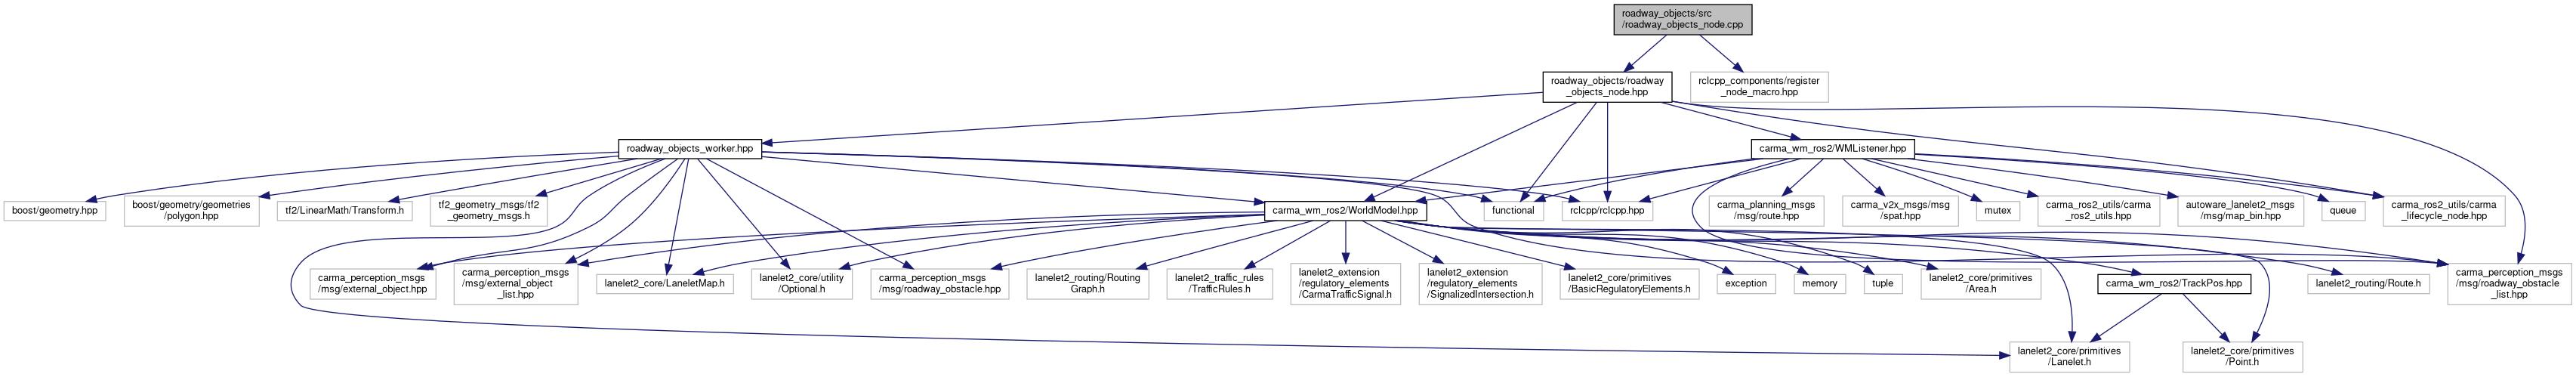 roadway_objects/src
/roadway_objects_node.cpp
roadway_objects/roadway
_objects_node.hpp
rclcpp_components/register
_node_macro.hpp
roadway_objects_worker.hpp
carma_wm_ros2/WMListener.hpp
boost/geometry.hpp
boost/geometry/geometries
/polygon.hpp
tf2/LinearMath/Transform.h
tf2_geometry_msgs/tf2
_geometry_msgs.h
carma_wm_ros2/WorldModel.hpp
functional
rclcpp/rclcpp.hpp
carma_planning_msgs
/msg/route.hpp
carma_v2x_msgs/msg
/spat.hpp
mutex
carma_ros2_utils/carma
_ros2_utils.hpp
autoware_lanelet2_msgs
/msg/map_bin.hpp
queue
carma_ros2_utils/carma
_lifecycle_node.hpp
carma_perception_msgs
/msg/external_object.hpp
carma_perception_msgs
/msg/external_object
_list.hpp
lanelet2_core/LaneletMap.h
lanelet2_core/utility
/Optional.h
carma_perception_msgs
/msg/roadway_obstacle.hpp
lanelet2_routing/Routing
Graph.h
lanelet2_traffic_rules
/TrafficRules.h
lanelet2_extension
/regulatory_elements
/CarmaTrafficSignal.h
lanelet2_extension
/regulatory_elements
/SignalizedIntersection.h
lanelet2_core/primitives
/BasicRegulatoryElements.h
exception
memory
tuple
lanelet2_core/primitives
/Area.h
carma_wm_ros2/TrackPos.hpp
lanelet2_routing/Route.h
carma_perception_msgs
/msg/roadway_obstacle
_list.hpp
lanelet2_core/primitives
/Lanelet.h
lanelet2_core/primitives
/Point.h